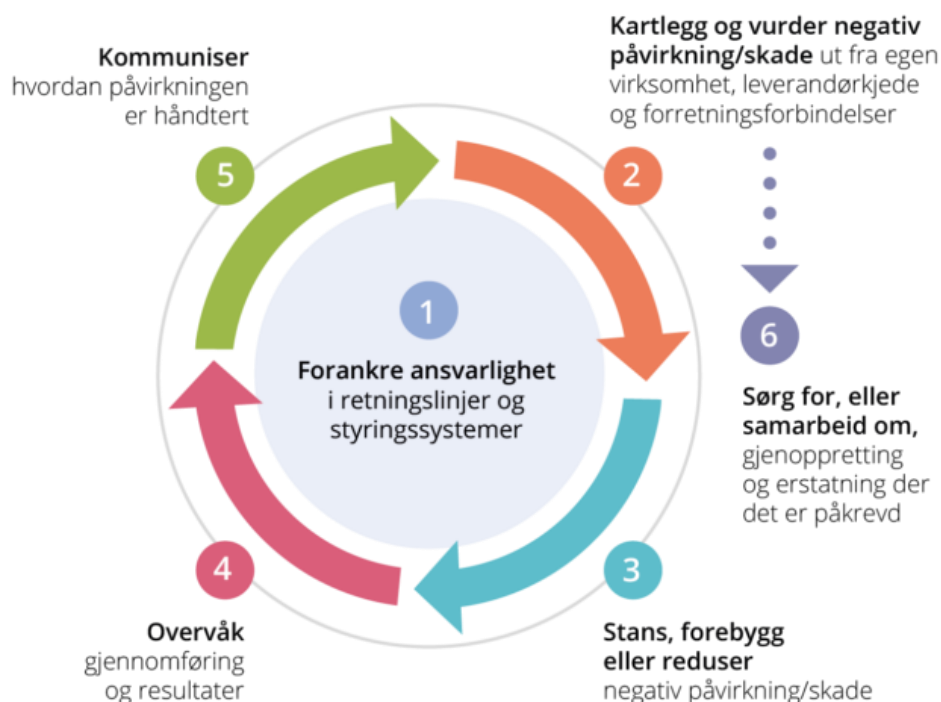 1
Forankre ansvarlighet
i retningslinjer og
styringssystemer
2
Kartlegg og vurder negativ
påvirkning/skade ut fra egen
virksomhet, leverandørkjede
og forretningsforbindelser
3
Stans, forebygg
eller reduser
negativ påvirkning/skade
4
Overvåk
gjennomføring
og resultater
5
Kommuniser
hvordan påvirkningen
er håndtert
6
Sørg for, eller
samarbeid om,
gjenoppretting
og erstatning der
det er påkrevd